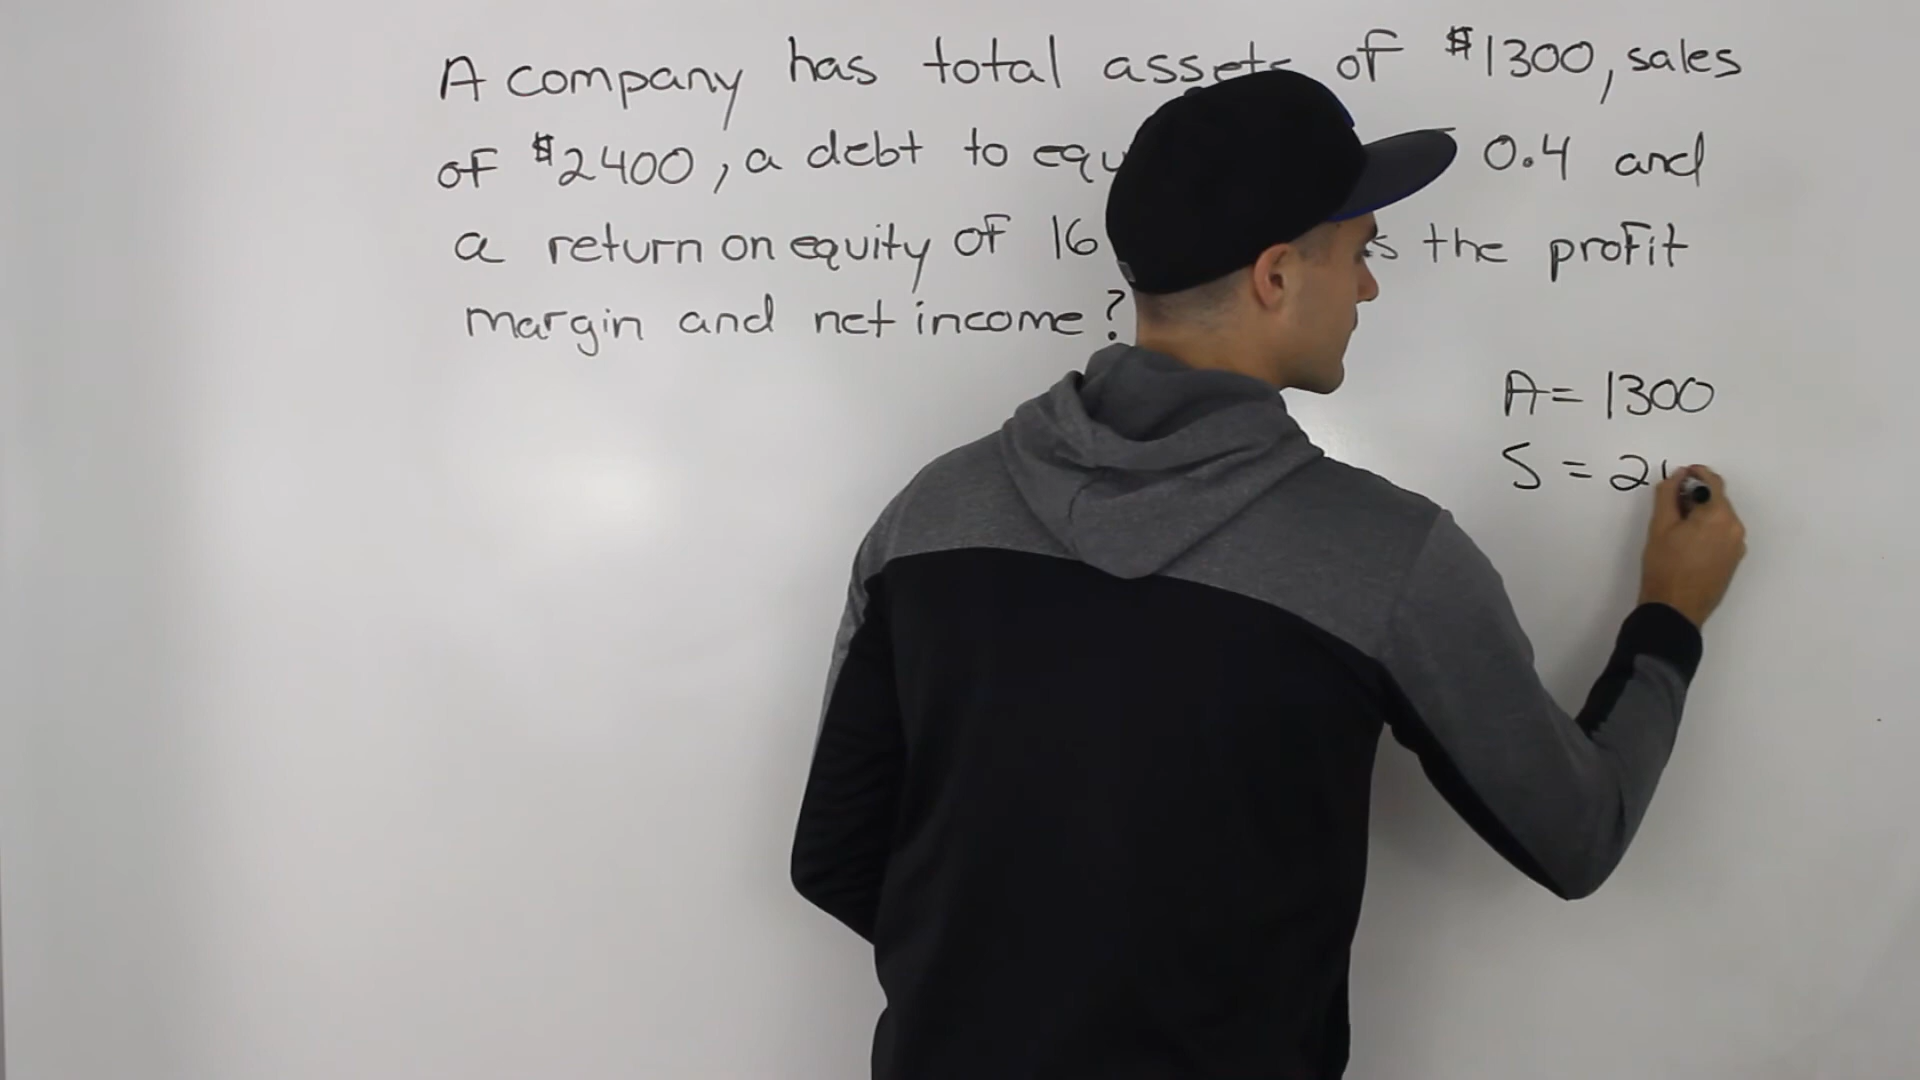 A company has total assets of $1300, sales
of $2400, a debt to 0.4 and
a return on equity of 16 the profit
margin and net income?
A = 1300
S =